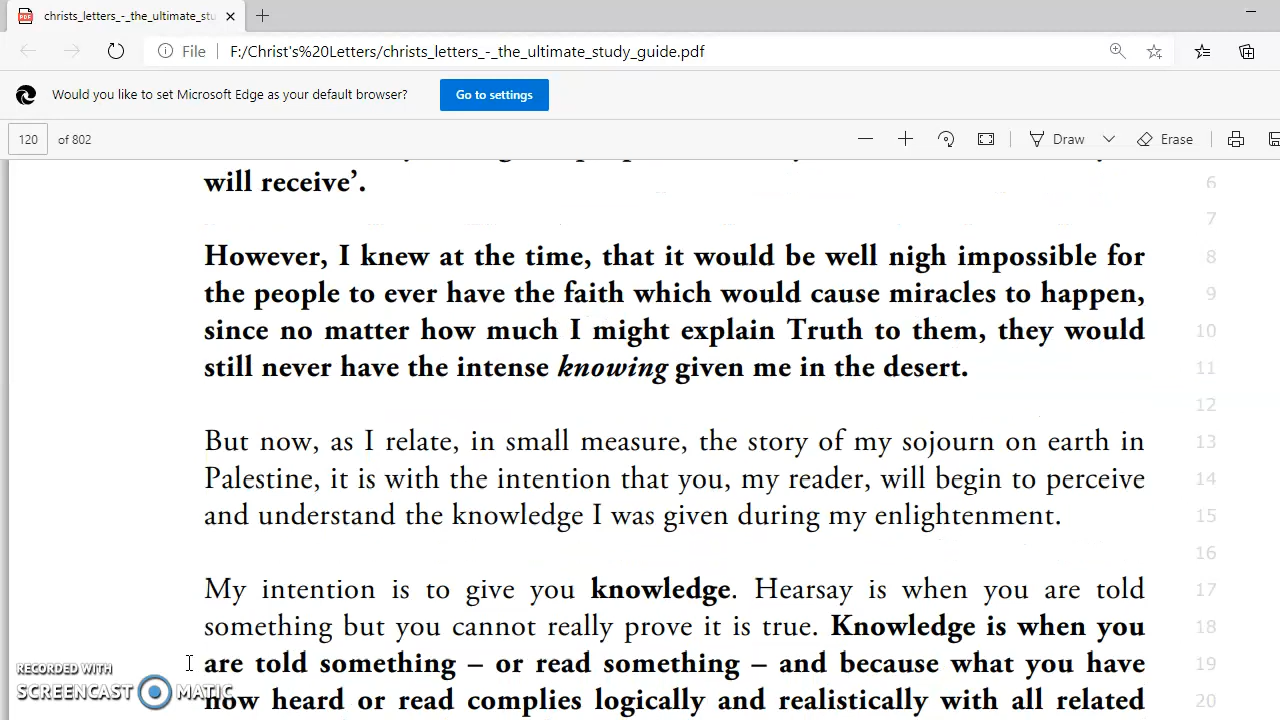 christs_letters_-_the_ultimate_stu
File F:/Christ's%20Letters/christs_letters_-_the_ultimate_study_guide.pdf
Would you like to set Microsoft Edge as your default browser? Go to settings
120 of 802 Draw Erase
will receive’. 6
7
However, I knew at the time, that it would be well nigh impossible for 8
the people to ever have the faith which would cause miracles to happen, 9
since no matter how much I might explain Truth to them, they would 10
still never have the intense knowing given me in the desert. 11
12
But now, as I relate, in small measure, the story of my sojourn on earth in 13
Palestine, it is with the intention that you, my reader, will begin to perceive 14
and understand the knowledge I was given during my enlightenment. 15
16
My intention is to give you knowledge. Hearsay is when you are told 17
something but you cannot really prove it is true. Knowledge is when you 18
are told something – or read something – and because what you have 19
now heard or read complies logically and realistically with all related 20
RECORDED WITH
SCREENCAST MATIC